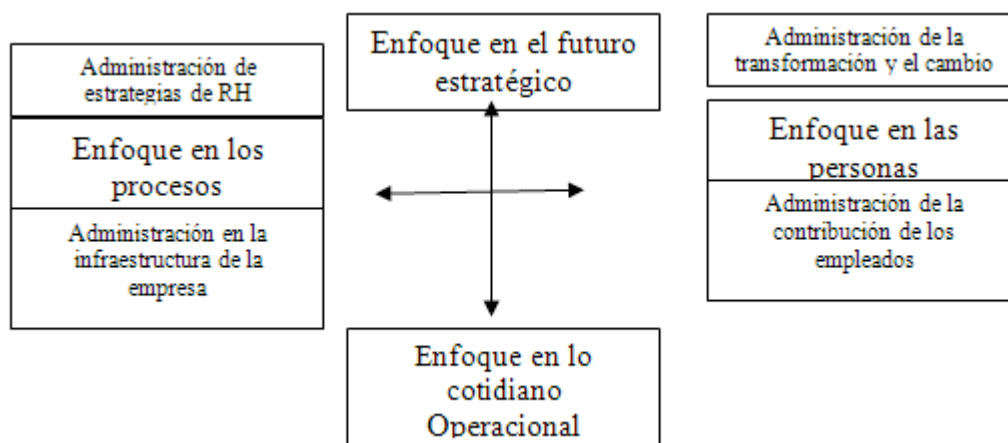 Administración de
estrategias de RH
Enfoque en los
procesos
Administración en la
infraestructura de la
empresa
Enfoque en el futuro
estratégico
Enfoque en lo
cotidiano
Operacional
Administración de la
transformación y el cambio
Enfoque en las
personas
Administración de la
contribución de los
empleados